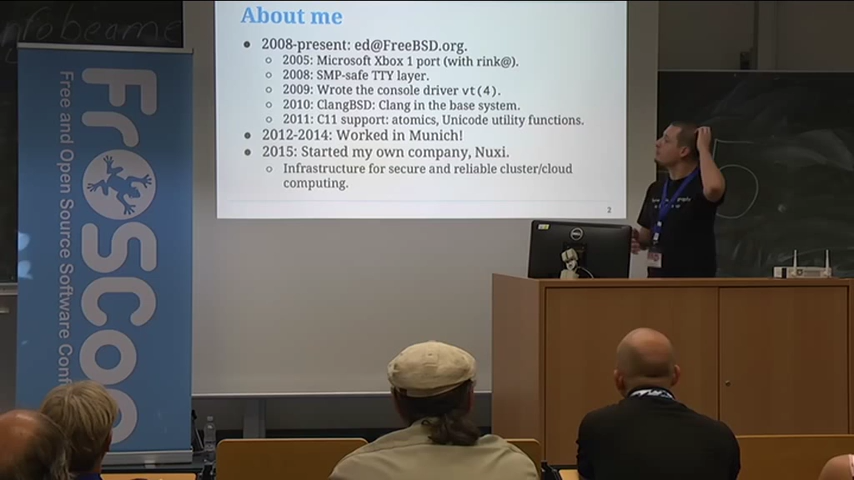 About me
2008-present: ed@FreeBSD.org.
2005: Microsoft Xbox 1 port (with rink@).
2008: SMP-safe TTY layer.
2009: Wrote the console driver vt(4).
2010: ClangBSD: Clang in the base system.
2011: C11 support: atomics, Unicode utility functions.
2012-2014: Worked in Munich!
2015: Started my own company, Nuxi.
Infrastructure for secure and reliable cluster/cloud
computing.
2
FrOSCon
Free and Open Source Software Conf
DELL
5